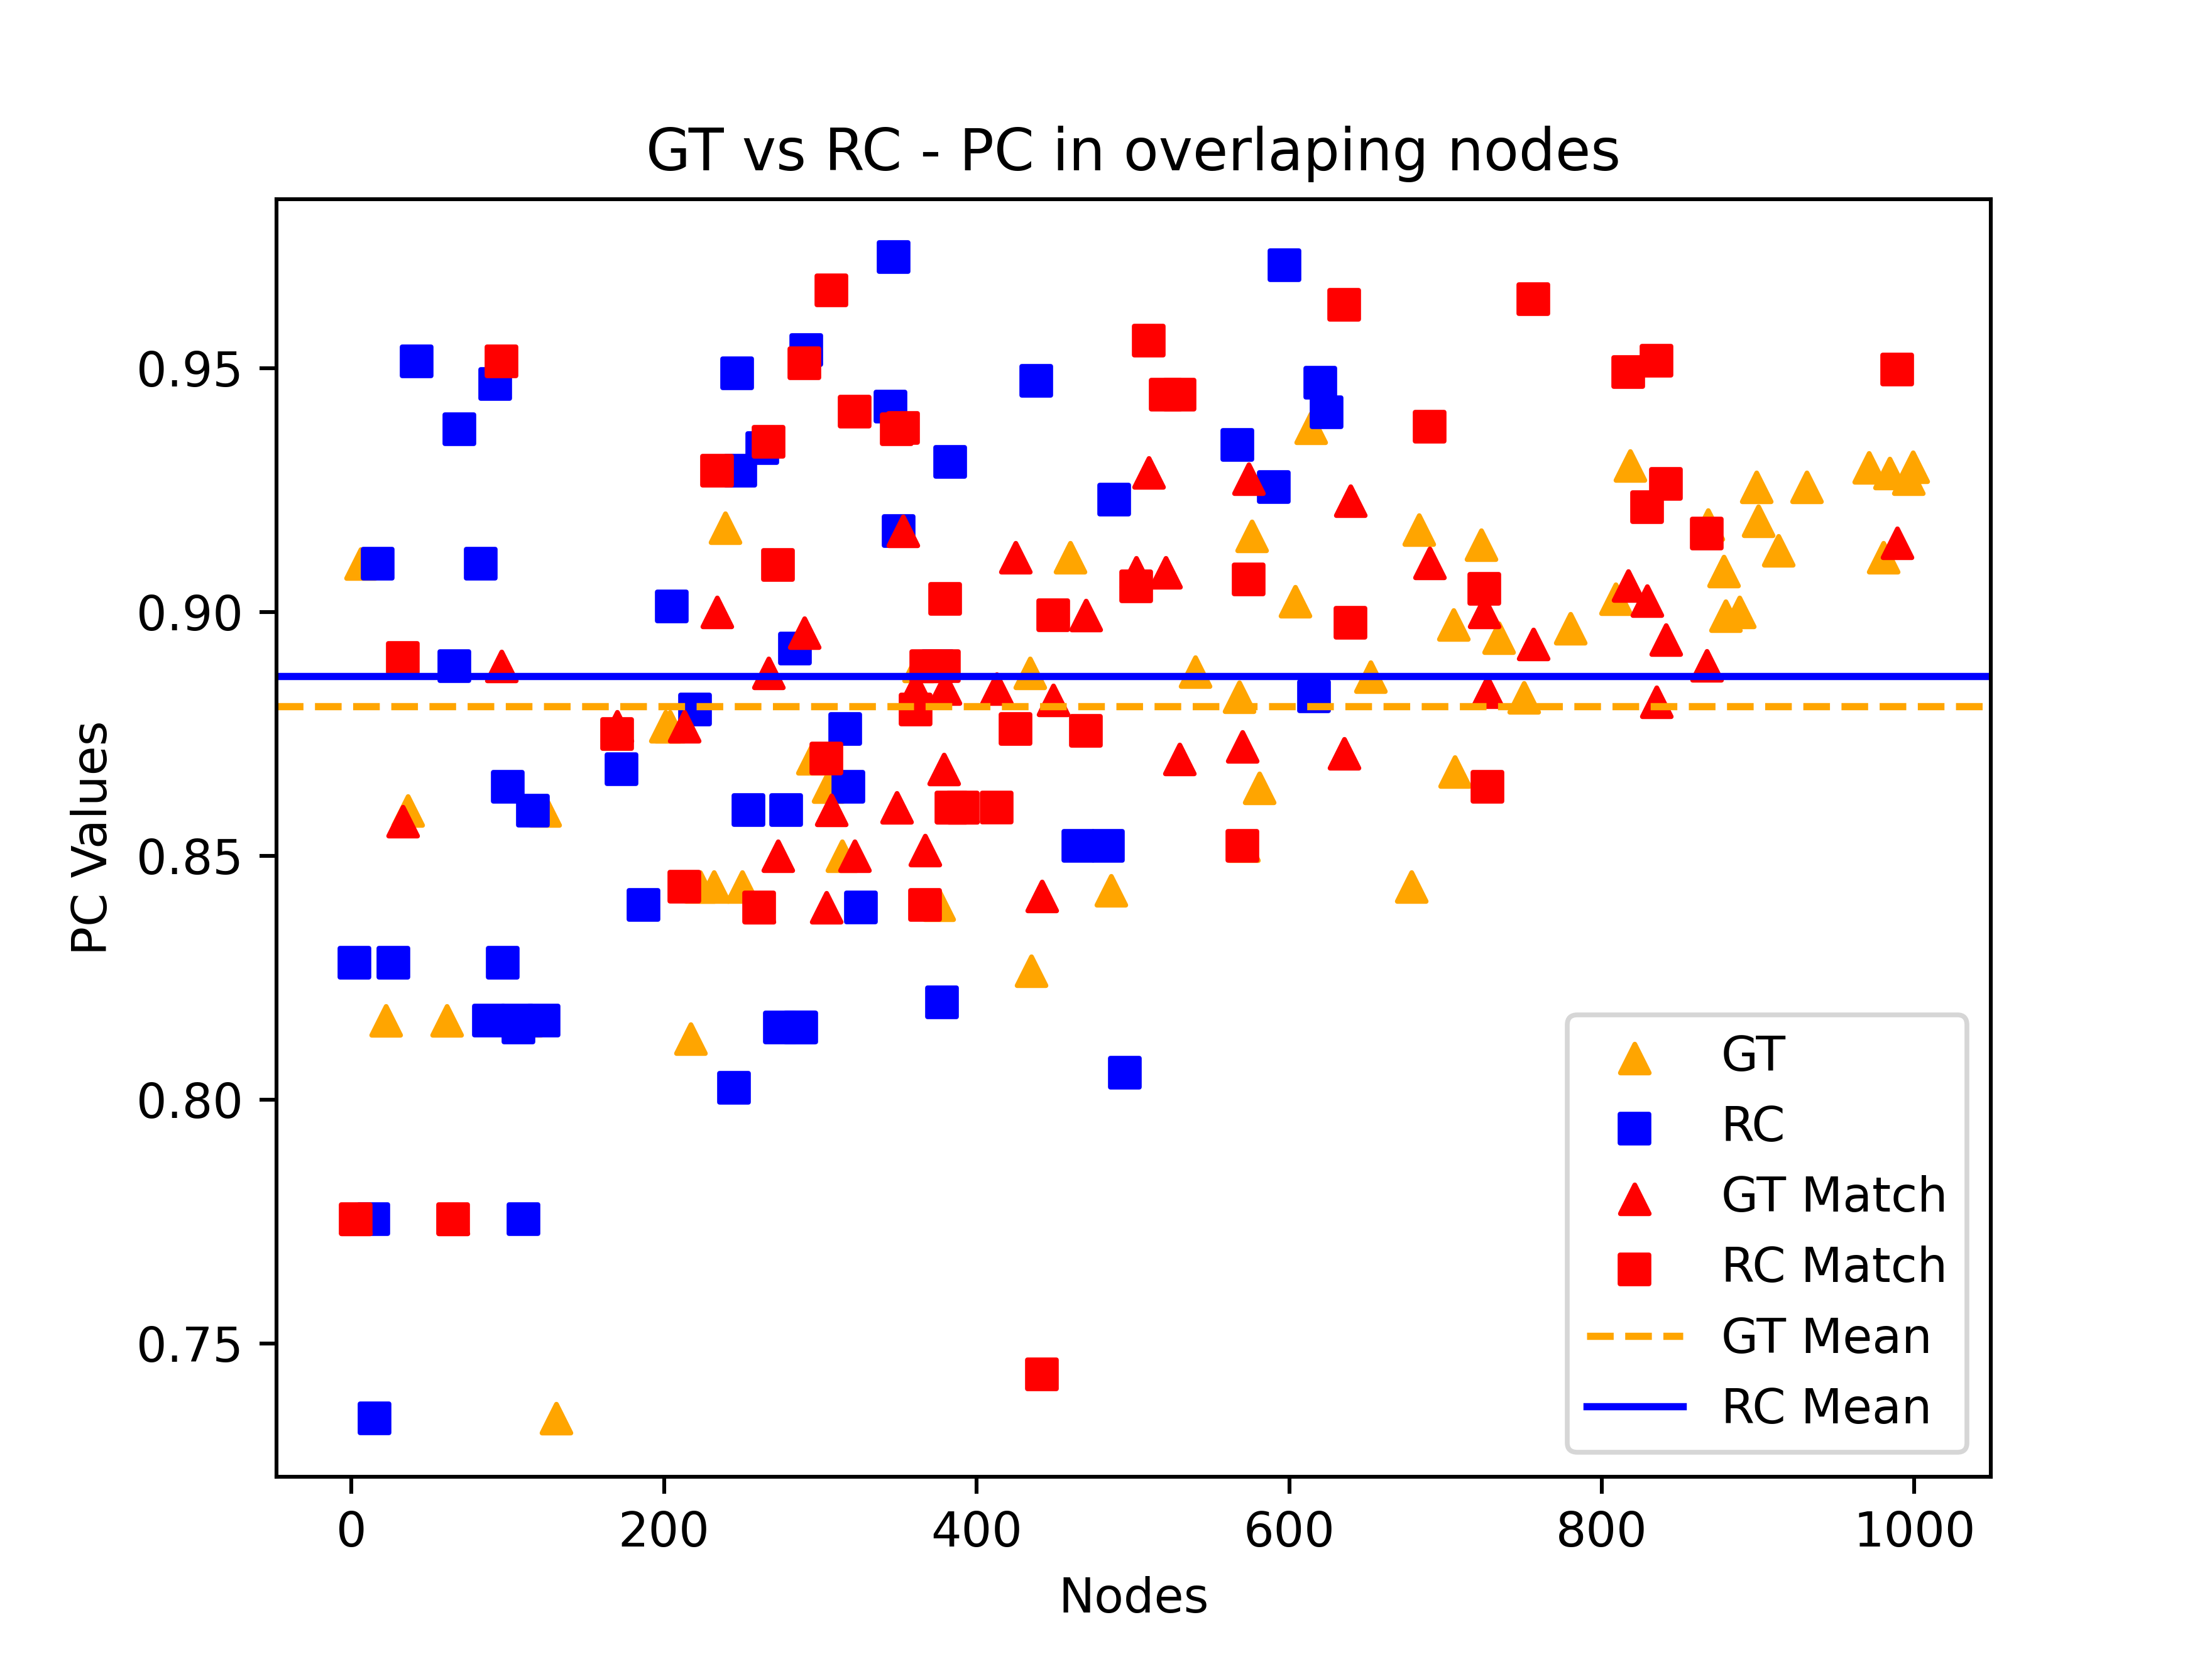 GT vs RC - PC in overlaping nodes
0.95
0.90
0.85
0.80
0.75
PC Values
0 200 400 600 800 1000
Nodes
GT
RC
GT Match
RC Match
GT Mean
RC Mean